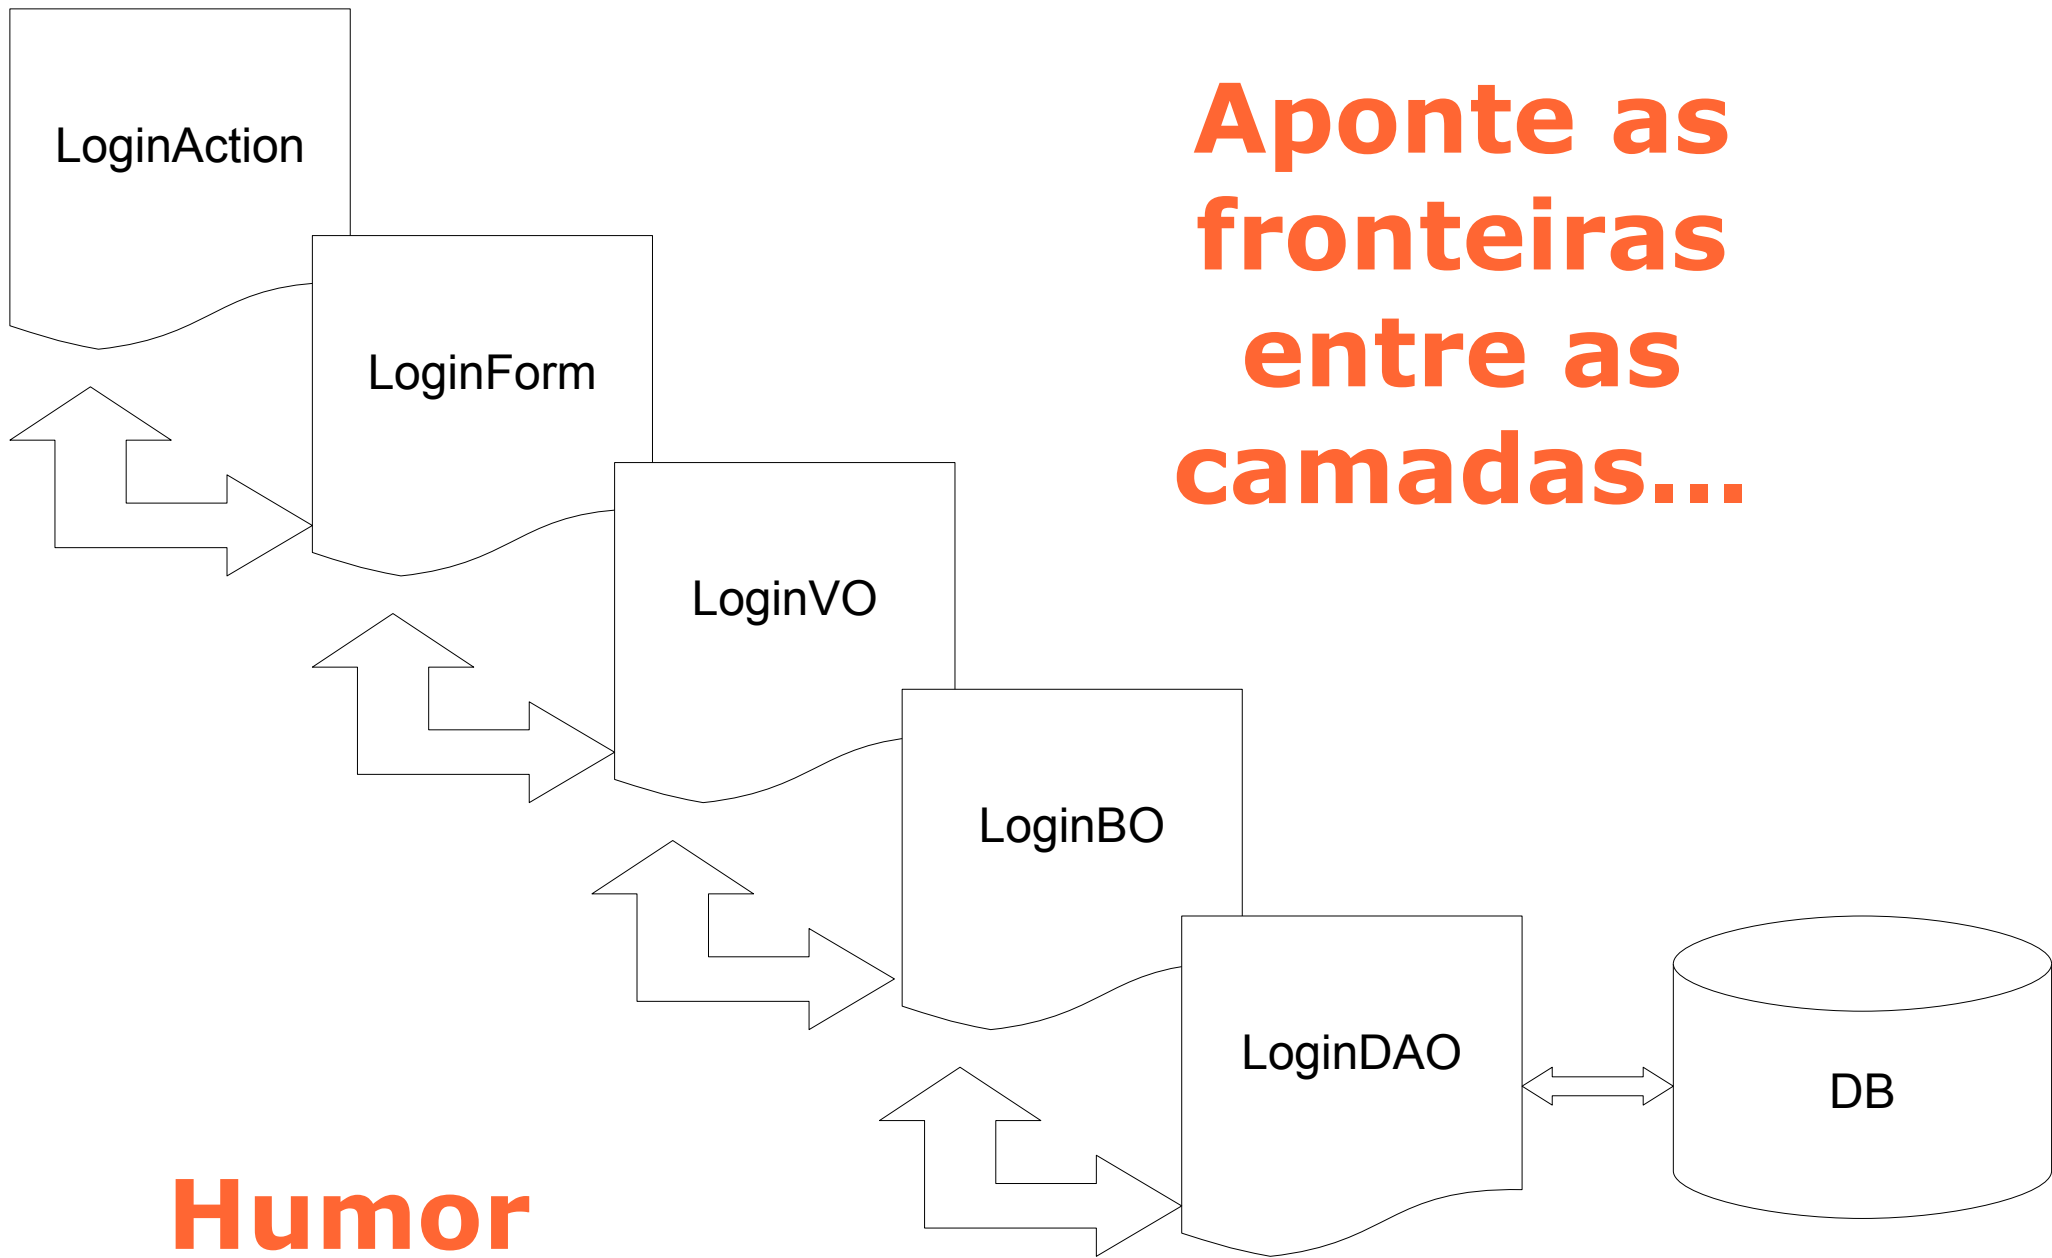 LoginAction
Aponte as
fronteiras
entre as
camadas...
LoginForm
LoginVO
LoginBO
LoginDAO
DB
Humor